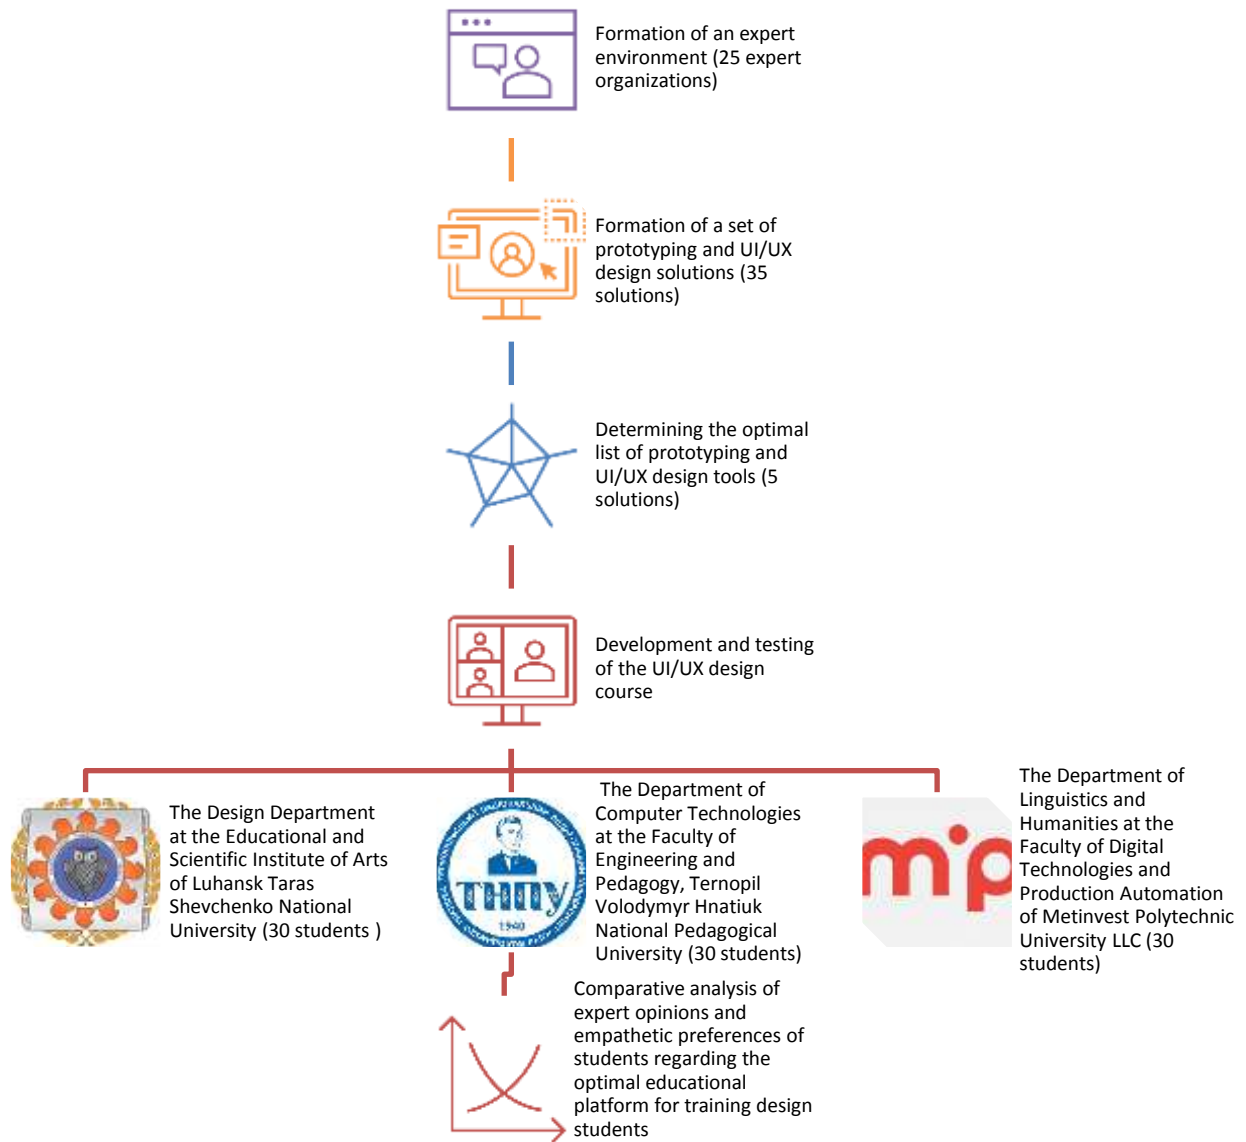 Formation of an expert
environment (25 expert
organizations)
Formation of a set of
prototyping and UI/UX
design solutions (35
solutions)
Determining the optimal
list of prototyping and
UI/UX design tools (5
solutions)
Development and testing
of the UI/UX design
course
The Design Department
at the Educational and
Scientific Institute of Arts
of Luhansk Taras
Shevchenko National
University (30 students )
ТНПУ
1940
The Department of
Computer Technologies
at the Faculty of
Engineering and
Pedagogy, Ternopil
Volodymyr Hnatiuk
National Pedagogical
University (30 students)
mip
The Department of
Linguistics and
Humanities at the
Faculty of Digital
Technologies and
Production Automation
of Metinvest Polytechnic
University LLC (30
students)
Comparative analysis of
expert opinions and
empathetic preferences of
students regarding the
optimal educational
platform for training design
students